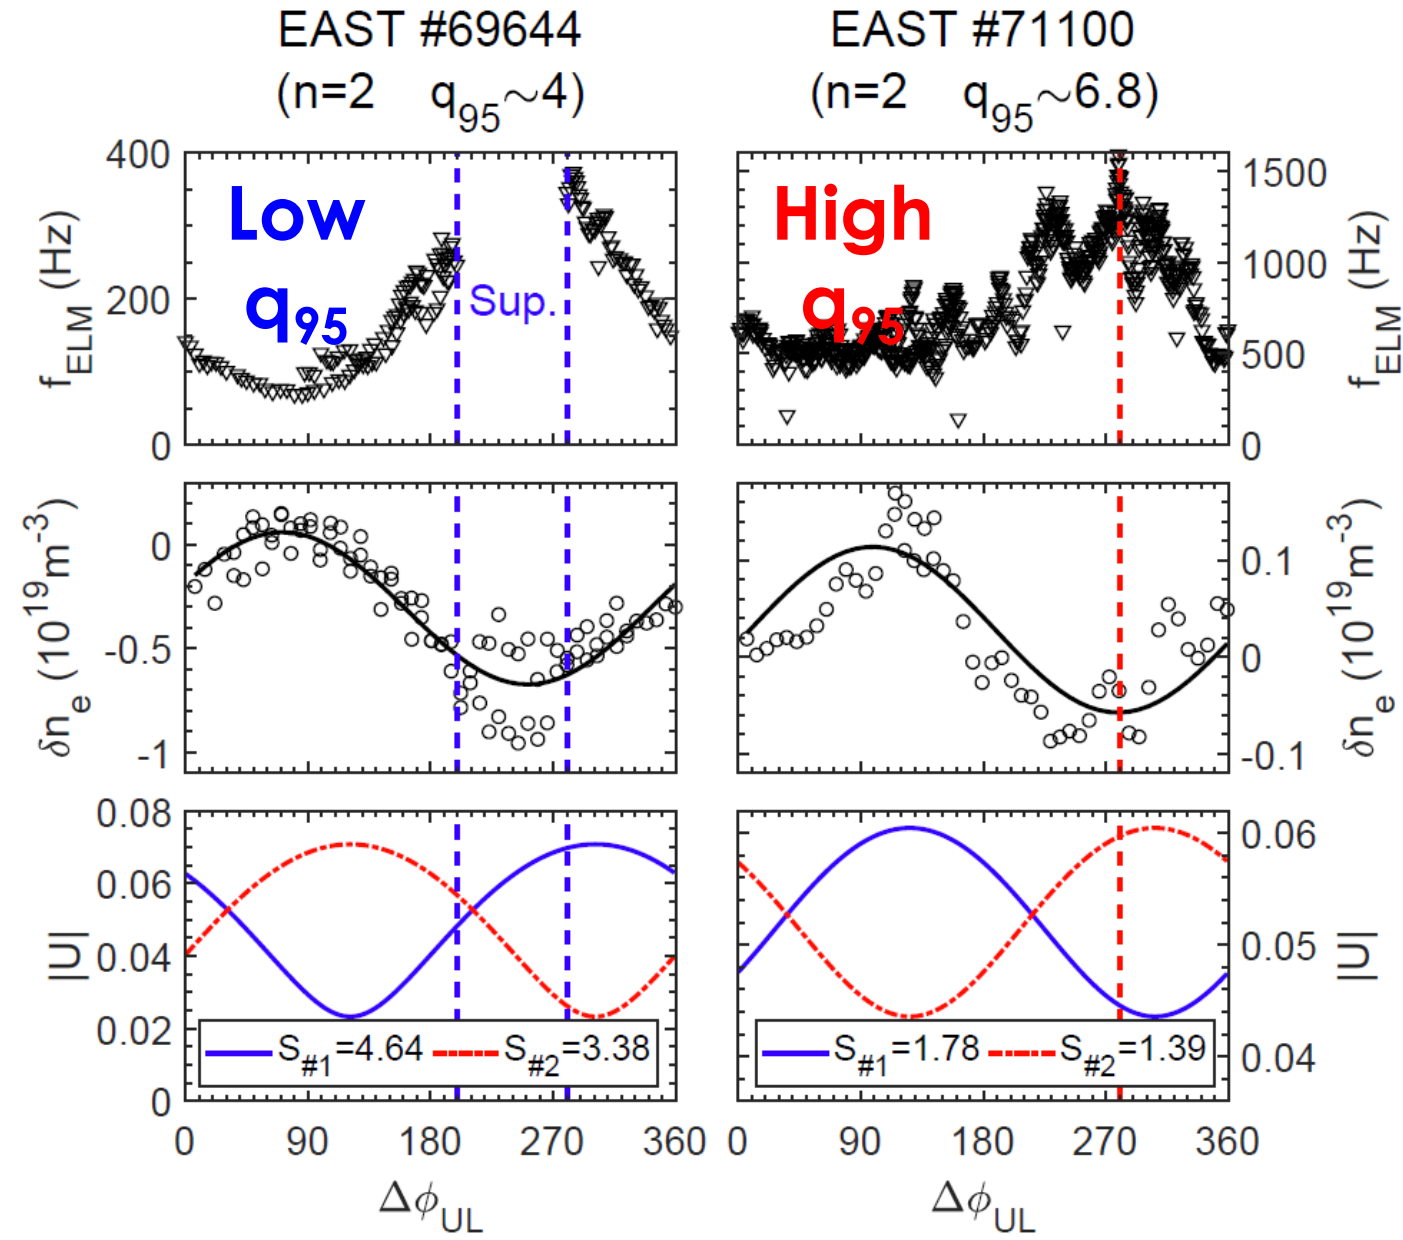 EAST #69644
(n=2 q95~4)
EAST #71100
(n=2 q95~6.8)
400
200
0
fELM (Hz)
Low
q95
Sup.
High
q95
1500
1000
500
0
fELM (Hz)
0
-0.5
-1
δne (10^19 m^-3)
0.1
0
-0.1
δne (10^19 m^-3)
0.08
0.06
0.04
0.02
0
|U|
S#1=4.64 S#2=3.38
S#1=1.78 S#2=1.39
0.06
0.05
0.04
|U|
0 90 180 270 360
ΔϕUL
0 90 180 270 360
ΔϕUL